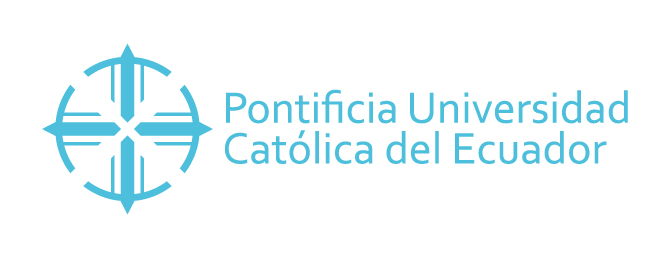 Pontificia Universidad
Católica del Ecuador